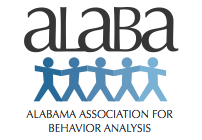 ALABA
ALABAMA ASSOCIATION FOR
BEHAVIOR ANALYSIS